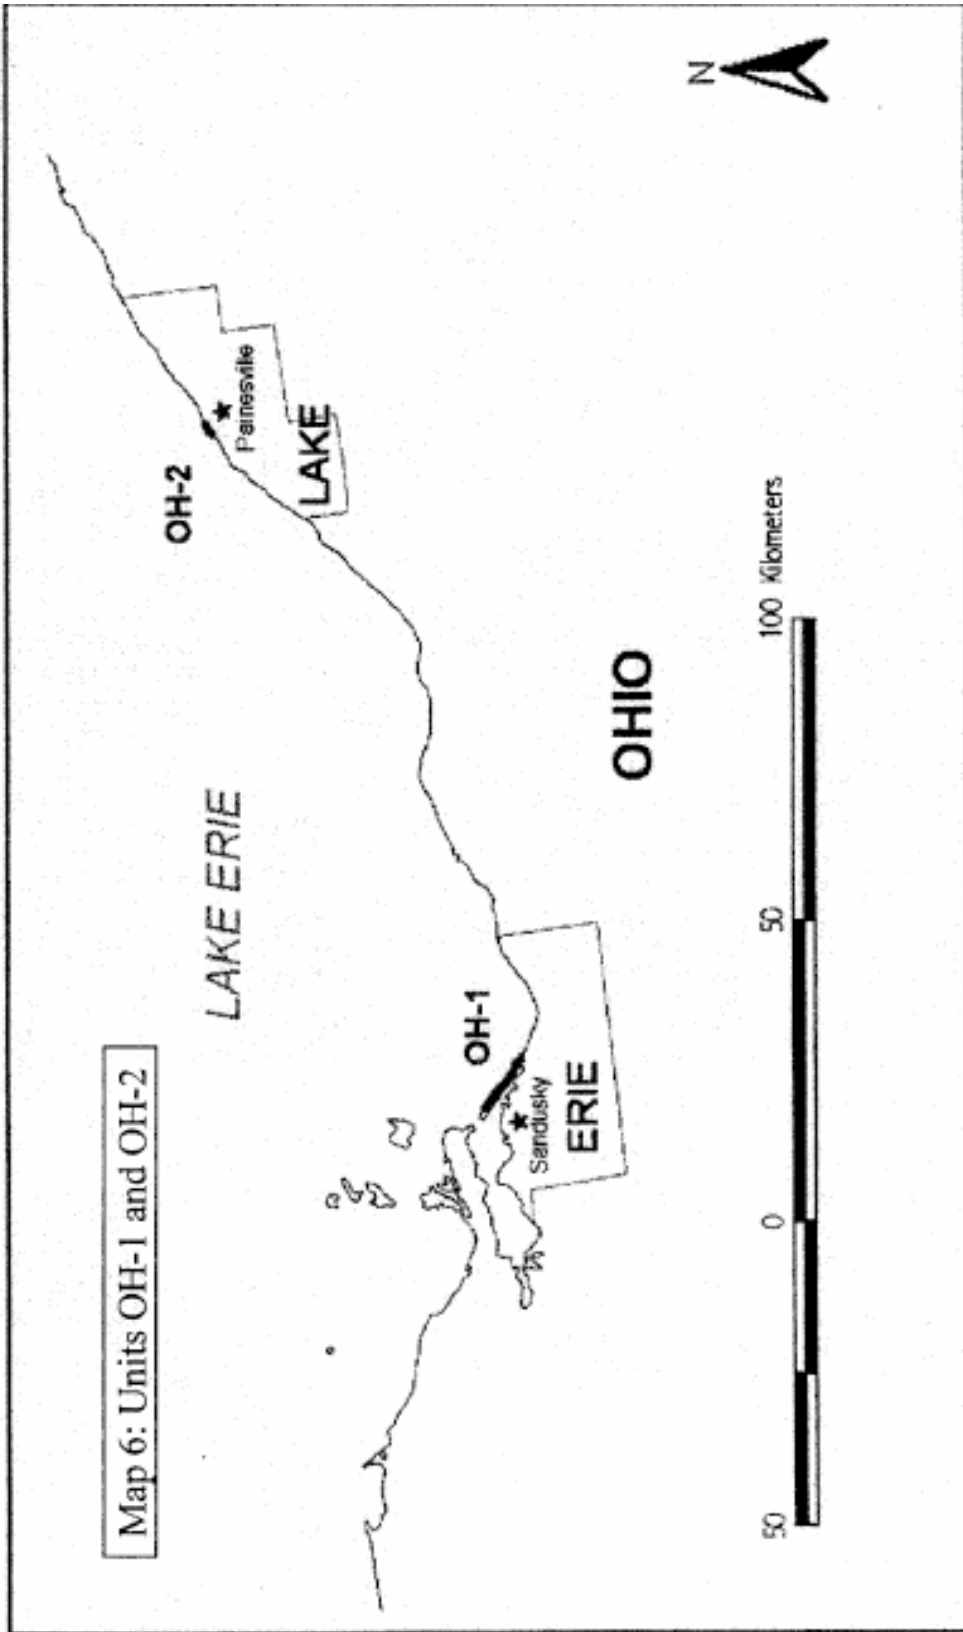 Map 6: Units OH-1 and OH-2
N
LAKE ERIE
OH-2
Painesville
LAKE
OH-1
Sandusky
ERIE
OHIO
50 0 50 100 Kilometers